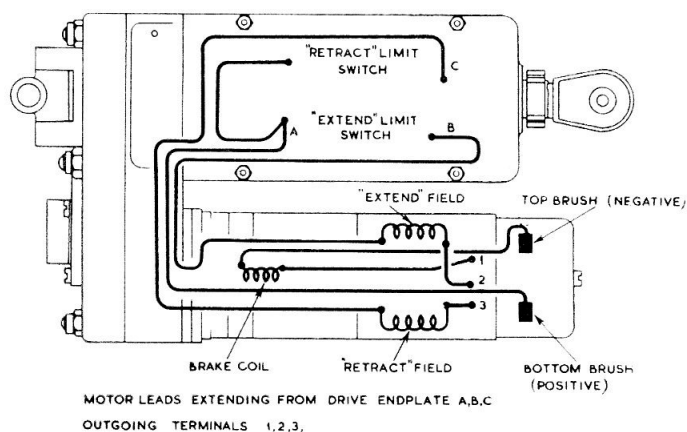 "RETRACT" LIMIT
SWITCH
C
"EXTEND" LIMIT
SWITCH
A
B
"EXTEND" FIELD
TOP BRUSH (NEGATIVE)
1
2
3
BRAKE COIL
"RETRACT" FIELD
BOTTOM BRUSH
(POSITIVE)
MOTOR LEADS EXTENDING FROM DRIVE ENDPLATE A,B,C
OUTGOING TERMINALS 1,2,3,